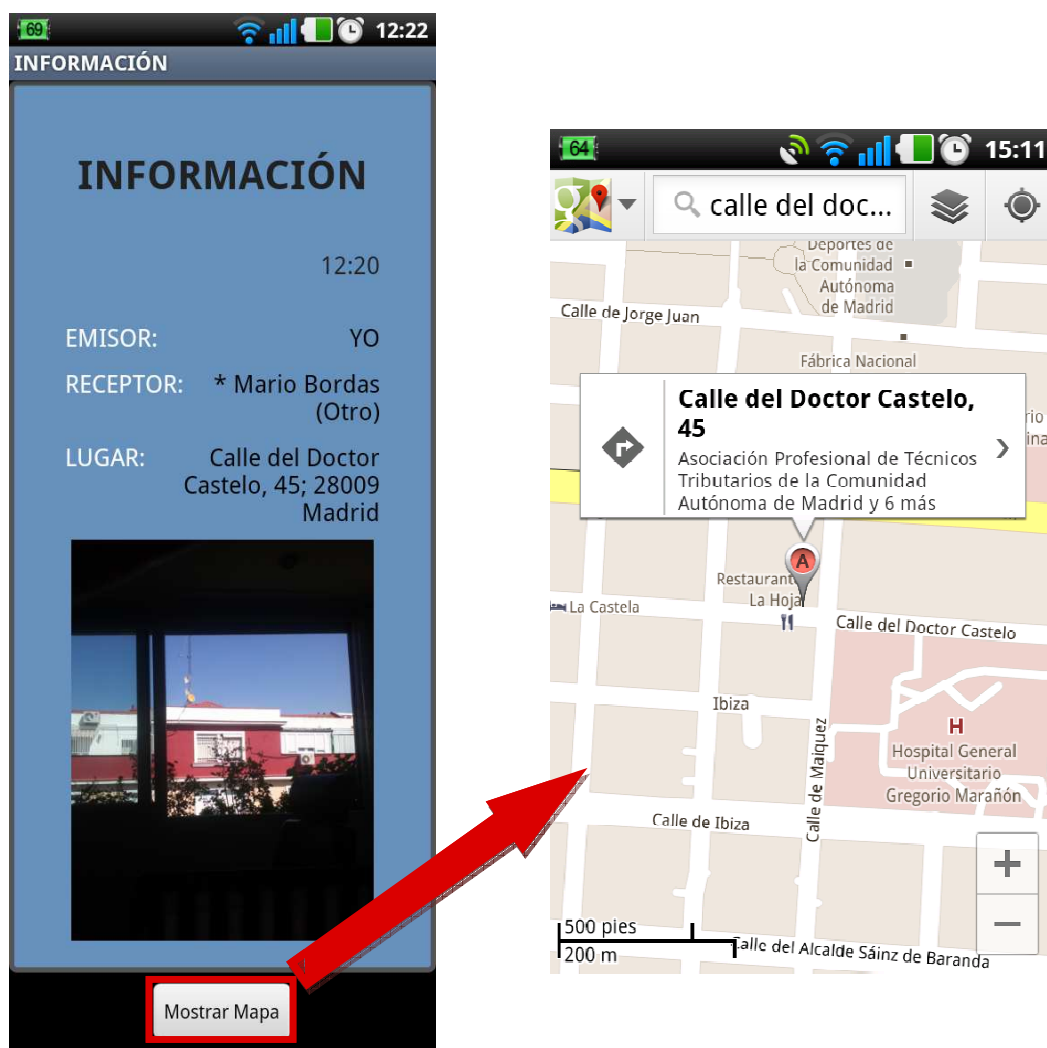 69
12:22
INFORMACIÓN
INFORMACIÓN
12:20
EMISOR: YO
RECEPTOR: * Mario Bordas
(Otro)
LUGAR: Calle del Doctor
Castelo, 45; 28009
Madrid
Mostrar Mapa
64
15:11
calle del doc...
Deportes de
la Comunidad
Autónoma
de Madrid
Calle de Jorge Juan
Fábrica Nacional
Calle del Doctor Castelo,
45
Asociación Profesional de Técnicos
Tributarios de la Comunidad
Autónoma de Madrid y 6 más
A
Restaurante
La Hoja
La Castela
Calle del Doctor Castelo
Ibiza
H
Hospital General
Universitario
Gregorio Marañón
Calle de Maiquez
Calle de Ibiza
+
−
500 pies
200 m
Calle del Alcalde Sáinz de Baranda